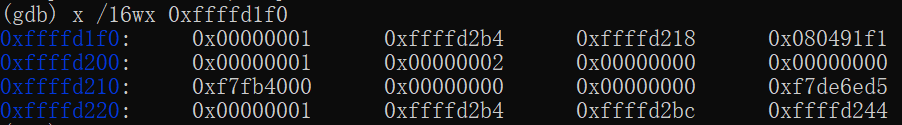 (gdb) x /16wx 0xffffd1f0
0xffffd1f0: 0x00000001 0xffffd2b4 0xffffd218 0x080491f1
0xffffd200: 0x00000002 0x00000000 0x00000000 0x00000000
0xffffd210: 0xf7fb4000 0x00000000 0x00000000 0xf7de6ed5
0xffffd220: 0x00000001 0xffffd2b4 0xffffd2bc 0xffffd244